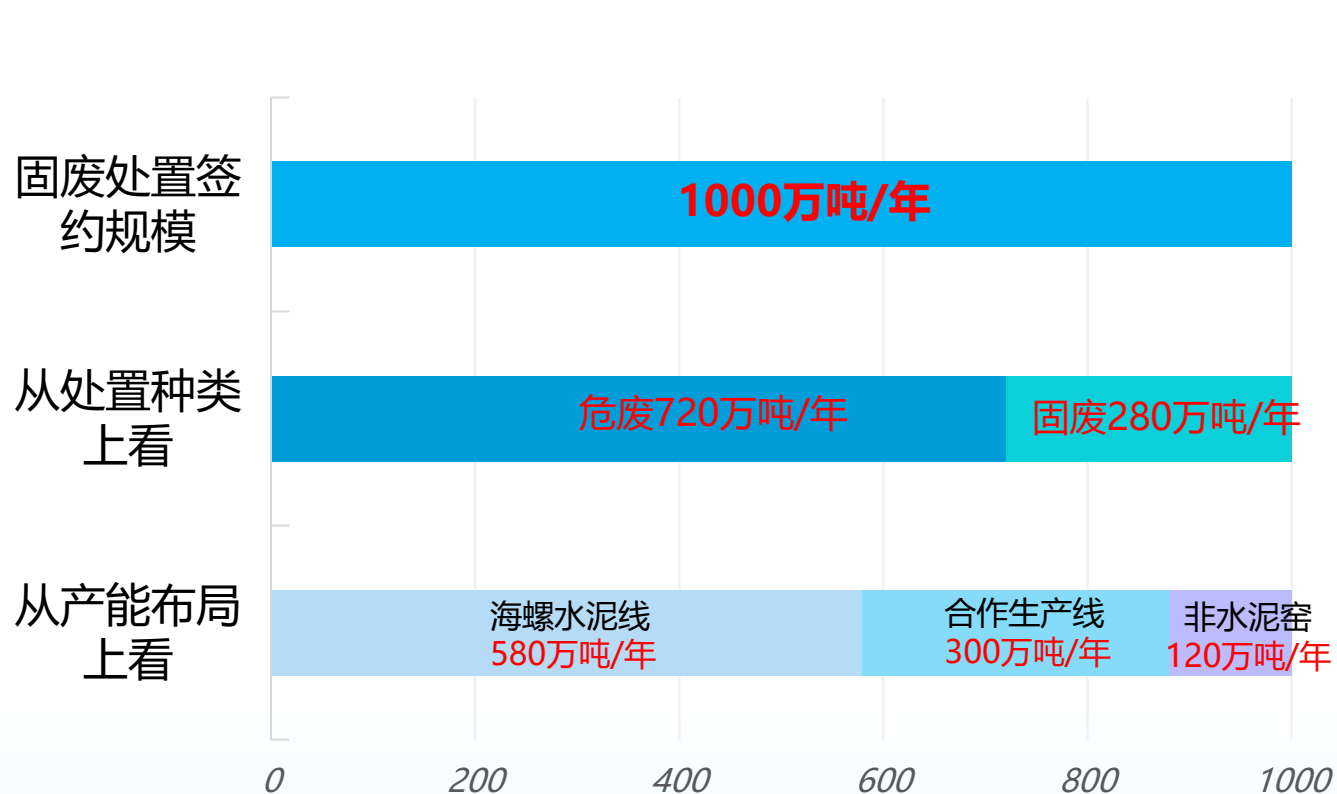 固废处置签
约规模
1000万吨/年
从处置种类
上看
危废720万吨/年
固废280万吨/年
从产能布局
上看
海螺水泥线
580万吨/年
合作生产线
300万吨/年
非水泥窑
120万吨/年
0 200 400 600 800 1000